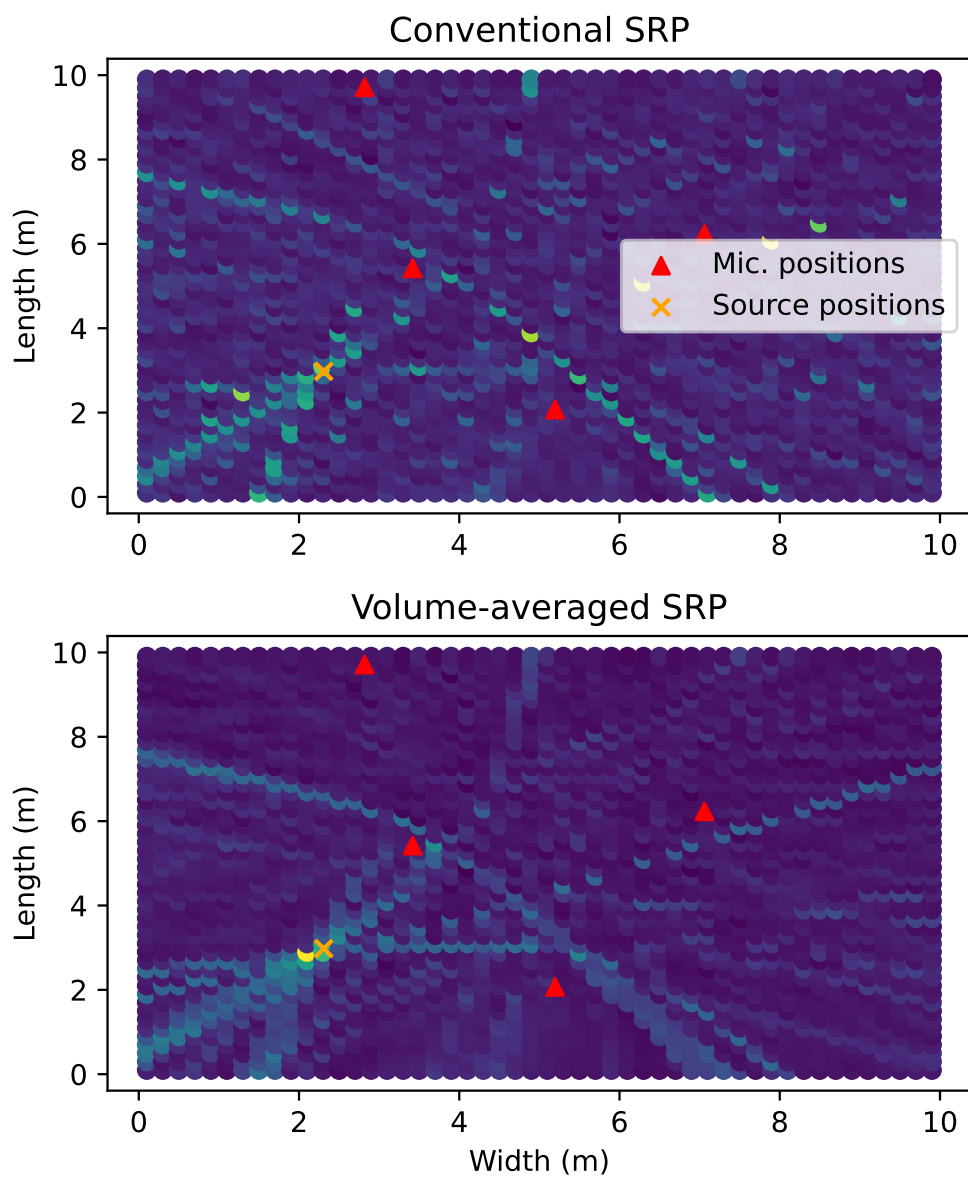 Conventional SRP
10
8
6
4
2
0
Length (m)
Mic. positions
Source positions
0 2 4 6 8 10
Volume-averaged SRP
10
8
6
4
2
0
Length (m)
0 2 4 6 8 10
Width (m)